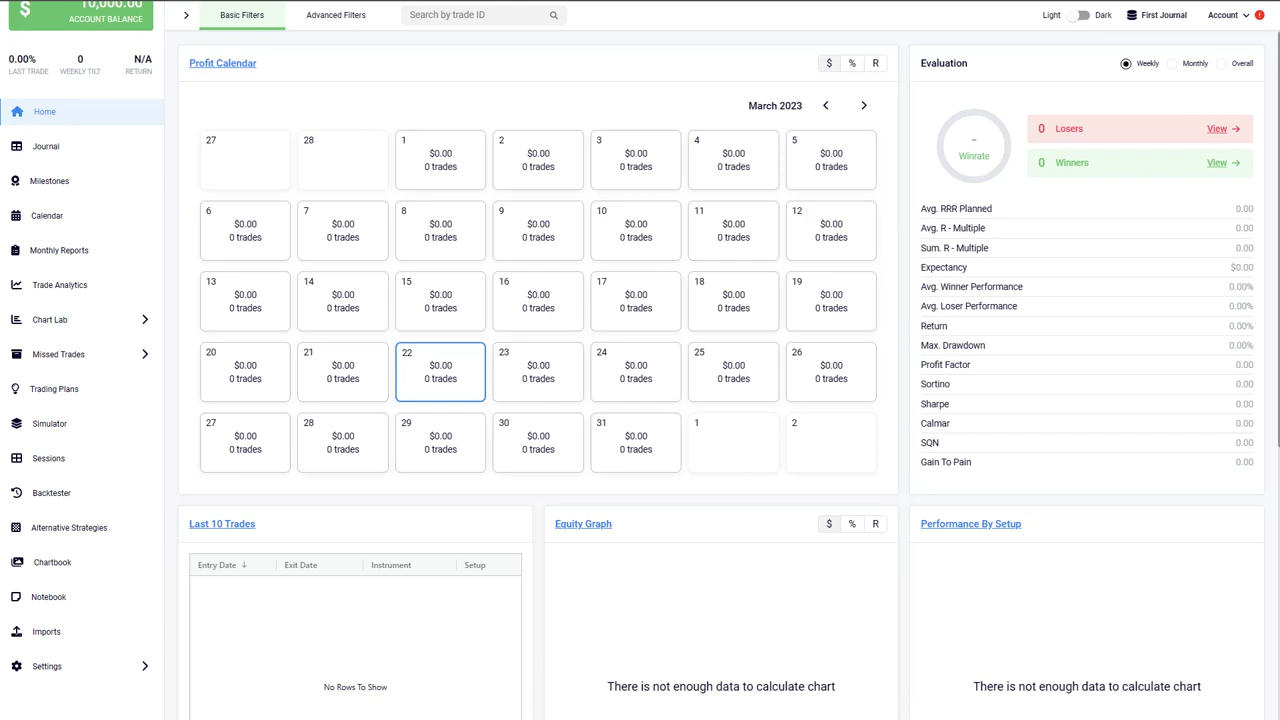 10,000.00
$
ACCOUNT BALANCE
0.00% 0 N/A
LAST TRADE WEEKLY TILT RETURN
Home
Journal
Milestones
Calendar
Monthly Reports
Trade Analytics
Chart Lab
Missed Trades
Trading Plans
Simulator
Sessions
Backtester
Alternative Strategies
Chartbook
Notebook
Imports
Settings
Basic Filters Advanced Filters Search by trade ID Light Dark First Journal Account !
Profit Calendar $ % R
March 2023
27 28 1 2 3 4 5
$0.00 $0.00 $0.00 $0.00 $0.00
0 trades 0 trades 0 trades 0 trades 0 trades
6 7 8 9 10 11 12
$0.00 $0.00 $0.00 $0.00 $0.00 $0.00 $0.00
0 trades 0 trades 0 trades 0 trades 0 trades 0 trades 0 trades
13 14 15 16 17 18 19
$0.00 $0.00 $0.00 $0.00 $0.00 $0.00 $0.00
0 trades 0 trades 0 trades 0 trades 0 trades 0 trades 0 trades
20 21 22 23 24 25 26
$0.00 $0.00 $0.00 $0.00 $0.00 $0.00 $0.00
0 trades 0 trades 0 trades 0 trades 0 trades 0 trades 0 trades
27 28 29 30 31 1 2
$0.00 $0.00 $0.00 $0.00 $0.00
0 trades 0 trades 0 trades 0 trades 0 trades
Evaluation Weekly Monthly Overall
-
Winrate
0 Losers View →
0 Winners View →
Avg. RRR Planned 0.00
Avg. R - Multiple 0.00
Sum. R - Multiple 0.00
Expectancy $0.00
Avg. Winner Performance 0.00%
Avg. Loser Performance 0.00%
Return 0.00%
Max. Drawdown 0.00%
Profit Factor 0.00
Sortino 0.00
Sharpe 0.00
Calmar 0.00
SQN 0.00
Gain To Pain 0.00
Last 10 Trades
Entry Date ↓ Exit Date Instrument Setup
No Rows To Show
Equity Graph $ % R
There is not enough data to calculate chart
Performance By Setup
There is not enough data to calculate chart